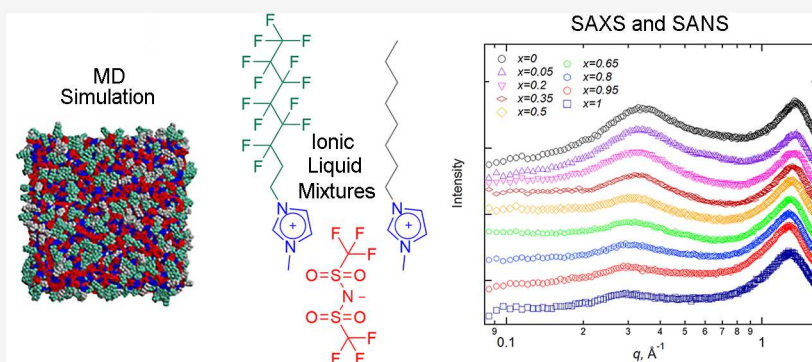 MD
Simulation
F F
F F
F F
F F
F F
F F
F
Ionic
Liquid
Mixtures
N
+
N
N
+
N
F
F
F
O=S=O
N−
O=S=O
F
F
F
SAXS and SANS
x=0
x=0.05
x=0.2
x=0.35
x=0.5
x=0.65
x=0.8
x=0.95
x=1
Intensity
9 2 3 4 5 6 7 8 9
0.1 1
q, Å⁻¹